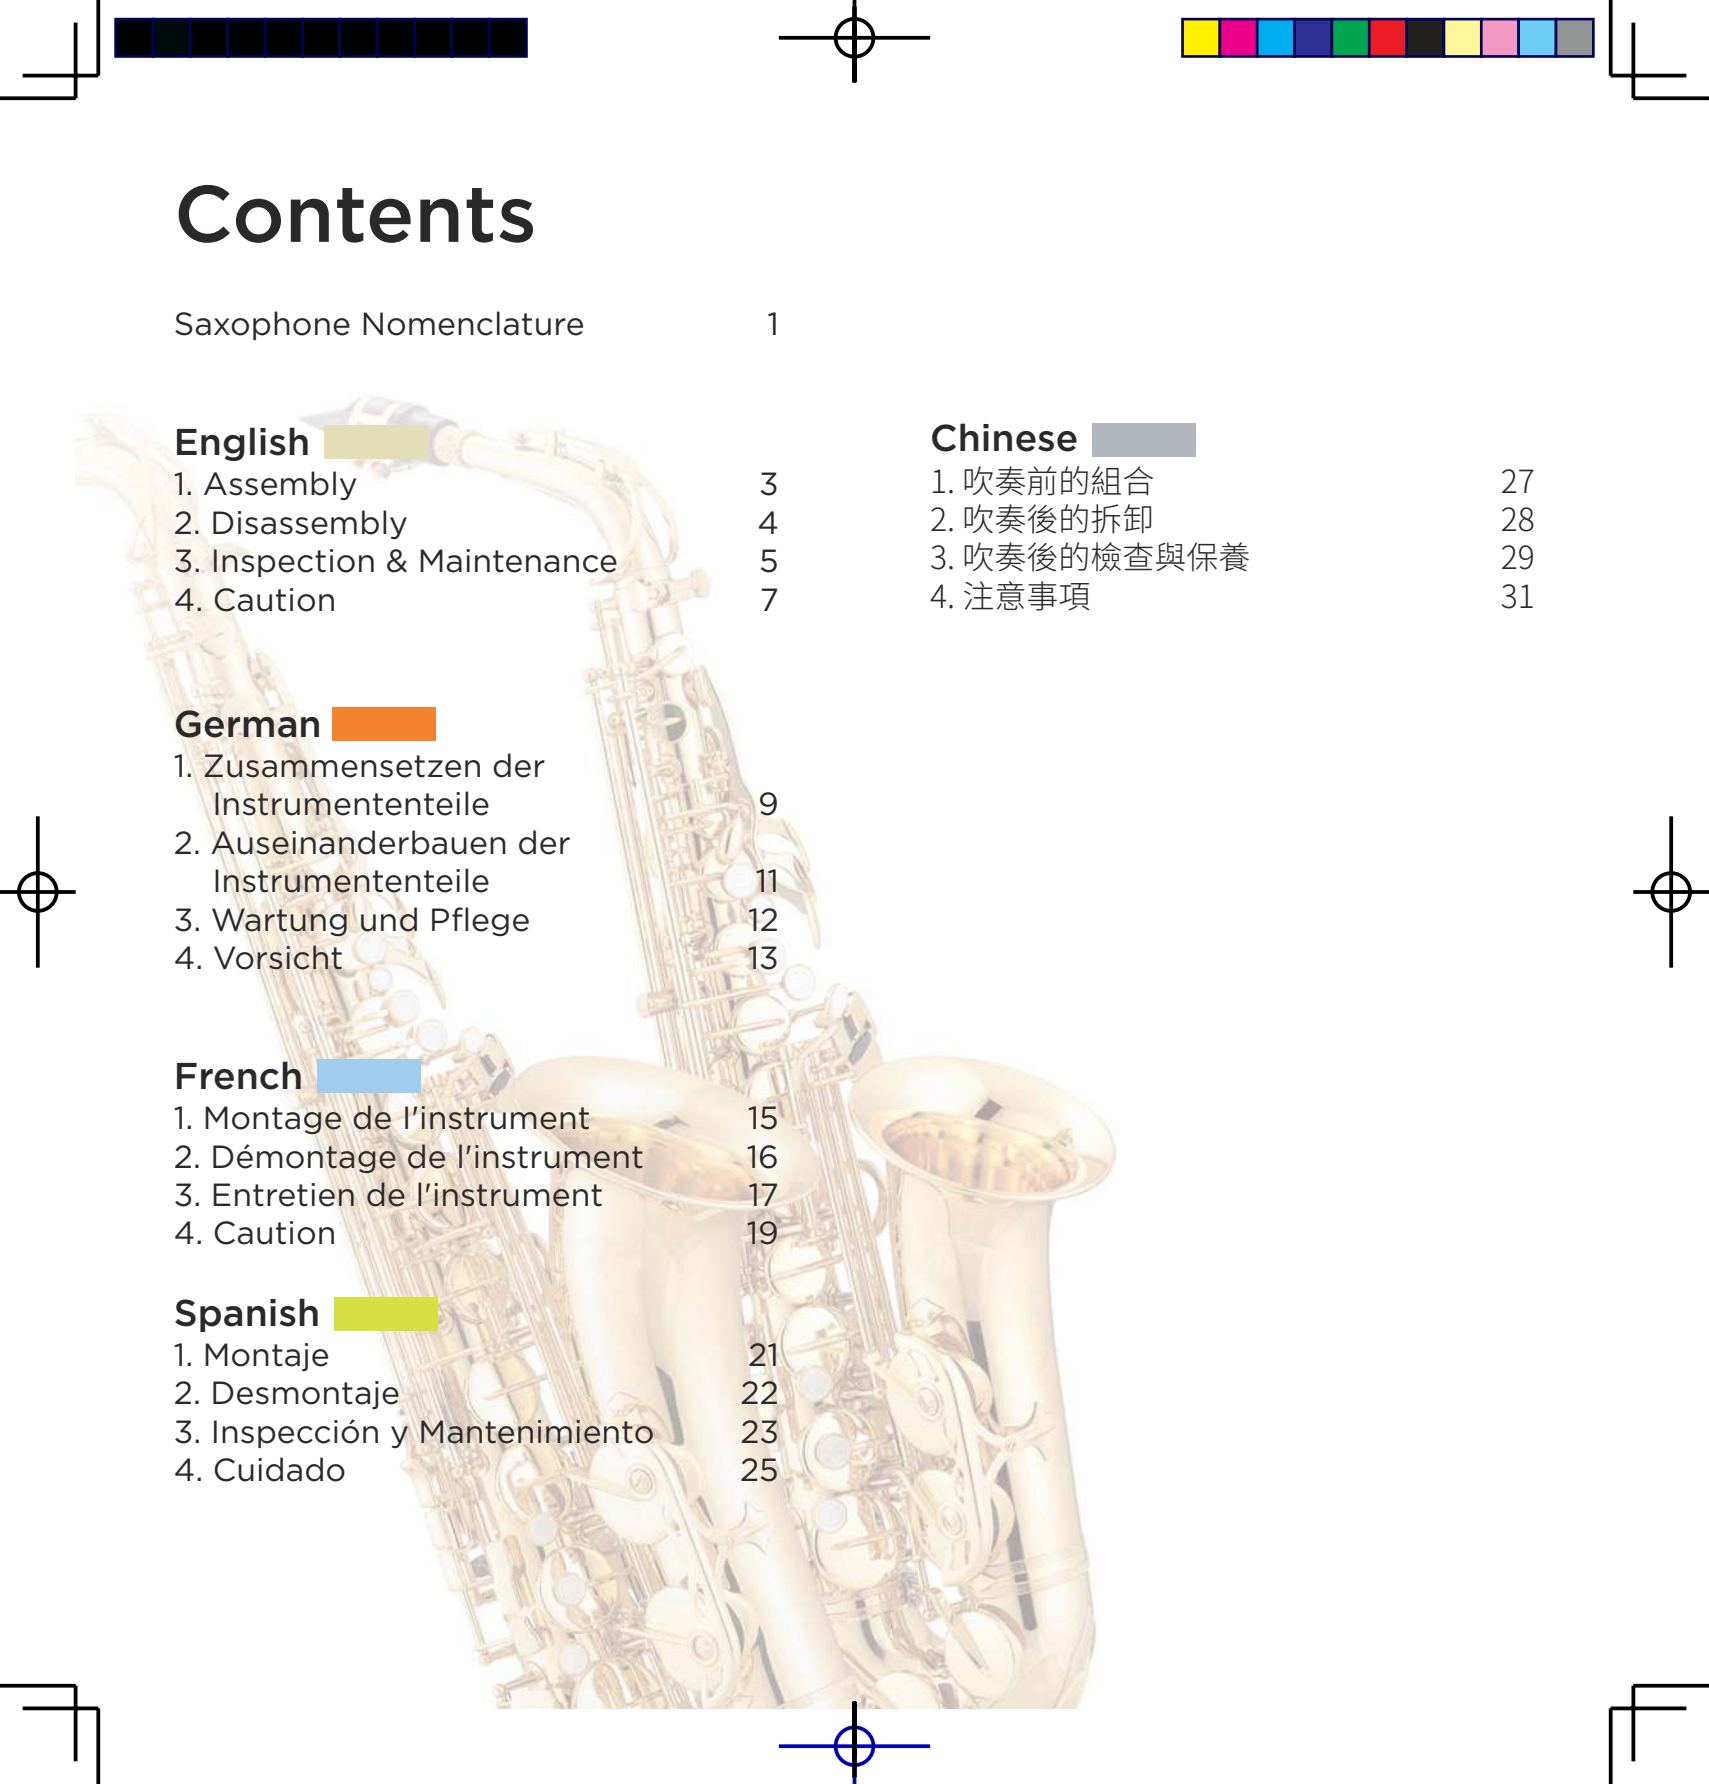 Contents
Saxophone Nomenclature 1
English
1. Assembly 3
2. Disassembly 4
3. Inspection & Maintenance 5
4. Caution 7
German
1. Zusammensetzen der
Instrumententeile 9
2. Auseinanderbauen der
Instrumententeile 11
3. Wartung und Pflege 12
4. Vorsicht 13
French
1. Montage de l'instrument 15
2. Démontage de l'instrument 16
3. Entretien de l'instrument 17
4. Caution 19
Spanish
1. Montaje 21
2. Desmontaje 22
3. Inspección y Mantenimiento 23
4. Cuidado 25
Chinese
1. 吹奏前的組合 27
2. 吹奏後的拆卸 28
3. 吹奏後的檢查與保養 29
4. 注意事項 31